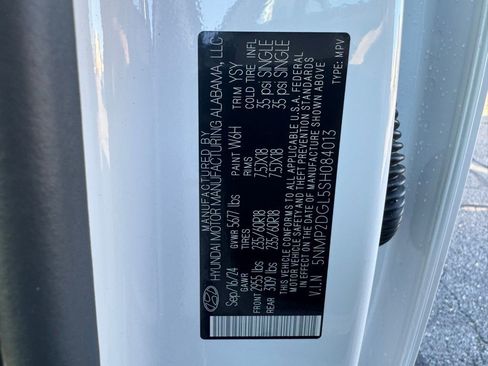 MANUFACTURED BY
HYUNDAI MOTOR MANUFACTURING ALABAMA, LLC
Sep/16/24 GVWR 5677 lbs PAINT W6H TRIM YSY
GAWR TIRES RIMS COLD TIRE INFL
FRONT 2955 lbs 235/60R18 7.5JX18 35 psi SINGLE
REAR 3109 lbs 235/60R18 7.5JX18 35 psi SINGLE
THIS VEHICLE CONFORMS TO ALL APPLICABLE U.S.A. FEDERAL
MOTOR VEHICLE SAFETY AND THEFT PREVENTION STANDARDS
IN EFFECT ON THE DATE OF MANUFACTURE SHOWN ABOVE
V.I.N 5NMP2DGL5SH084013 TYPE: MPV